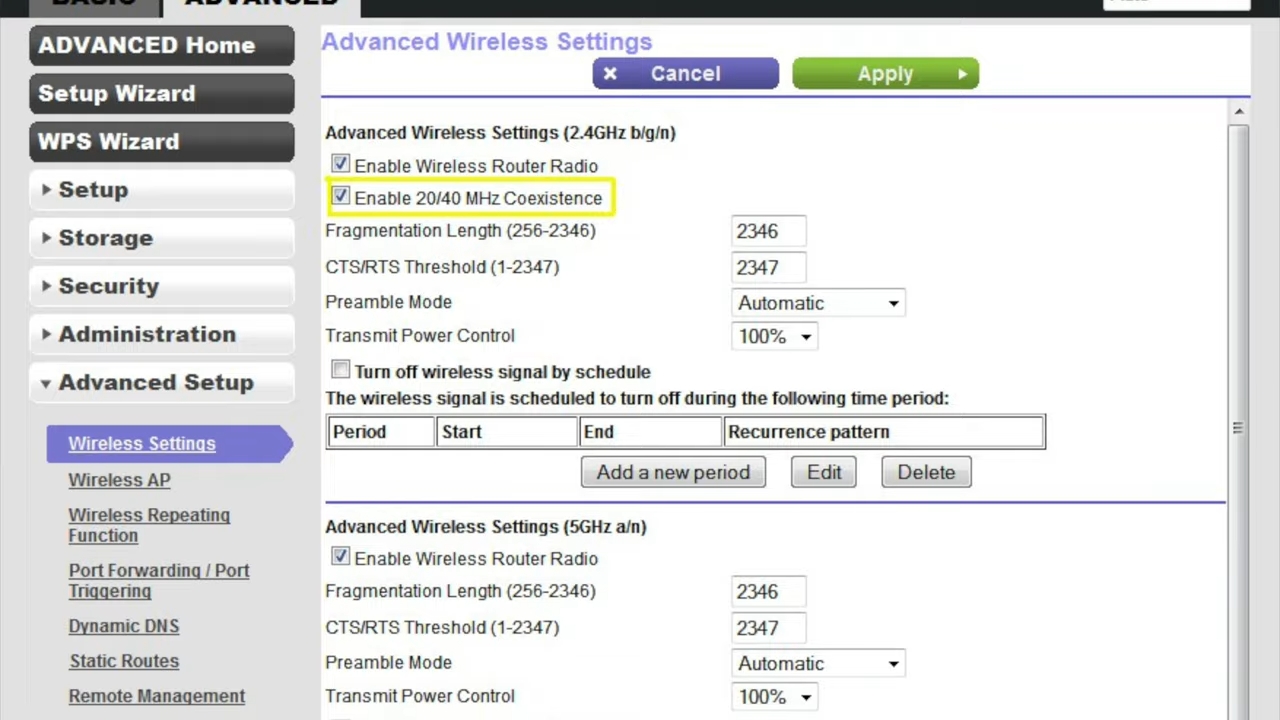 BASIC
ADVANCED
ADVANCED Home
Setup Wizard
WPS Wizard
Setup
Storage
Security
Administration
Advanced Setup
Wireless Settings
Wireless AP
Wireless Repeating
Function
Port Forwarding / Port
Triggering
Dynamic DNS
Static Routes
Remote Management
Advanced Wireless Settings
Cancel
Apply
Advanced Wireless Settings (2.4GHz b/g/n)
Enable Wireless Router Radio
Enable 20/40 MHz Coexistence
Fragmentation Length (256-2346) 2346
CTS/RTS Threshold (1-2347) 2347
Preamble Mode Automatic
Transmit Power Control 100%
Turn off wireless signal by schedule
The wireless signal is scheduled to turn off during the following time period:
Period Start End Recurrence pattern
Add a new period Edit Delete
Advanced Wireless Settings (5GHz a/n)
Enable Wireless Router Radio
Fragmentation Length (256-2346) 2346
CTS/RTS Threshold (1-2347) 2347
Preamble Mode Automatic
Transmit Power Control 100%